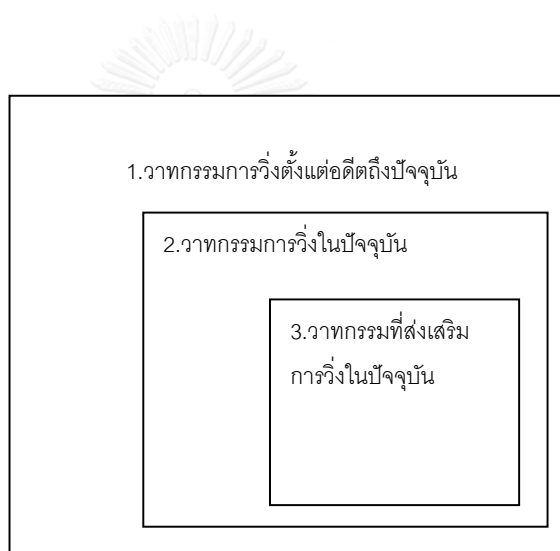 1.วาทกรรมการวิ่งตั้งแต่อดีตถึงปัจจุบัน
2.วาทกรรมการวิ่งในปัจจุบัน
3.วาทกรรมที่ส่งเสริม
การวิ่งในปัจจุบัน